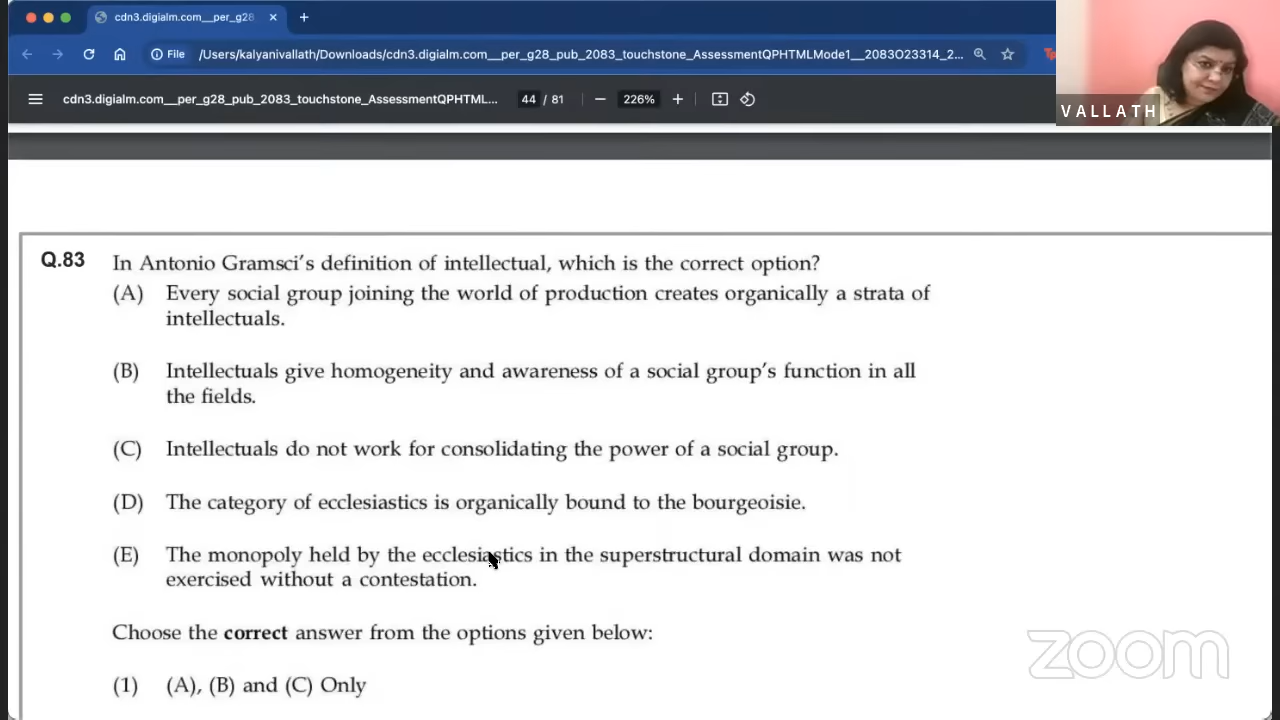 cdn3.digialm.com__per_g28
File
/Users/kalyanivallath/Downloads/cdn3.digialm.com__per_g28_pub_2083_touchstone_AssessmentQPHTMLMode1__2083O23314_2...
cdn3.digialm.com__per_g28_pub_2083_touchstone_AssessmentQPHTML...
44 / 81
226%
VALLATH
Q.83
In Antonio Gramsci's definition of intellectual, which is the correct option?
(A) Every social group joining the world of production creates organically a strata of
intellectuals.
(B) Intellectuals give homogeneity and awareness of a social group's function in all
the fields.
(C) Intellectuals do not work for consolidating the power of a social group.
(D) The category of ecclesiastics is organically bound to the bourgeoisie.
(E) The monopoly held by the ecclesiastics in the superstructural domain was not
exercised without a contestation.
Choose the correct answer from the options given below:
(1) (A), (B) and (C) Only
zoom